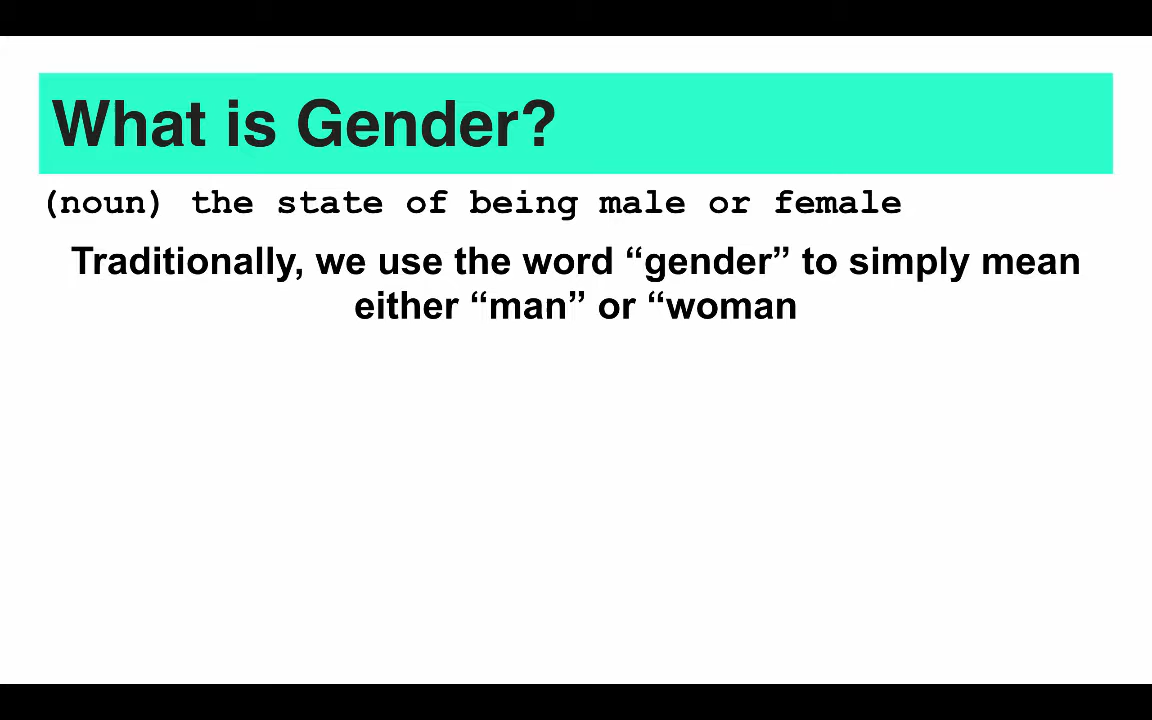 What is Gender?
(noun) the state of being male or female
Traditionally, we use the word “gender” to simply mean
either “man” or “woman